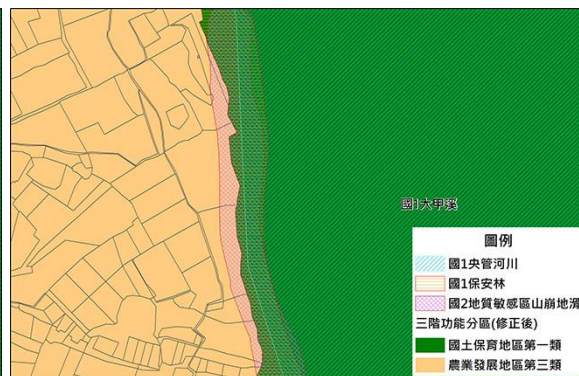 國1大甲溪
圖例
國1央管河川
國1保安林
國2地質敏感區山崩地滑
三階功能分區(修正後)
國土保育地區第一類
農業發展地區第三類